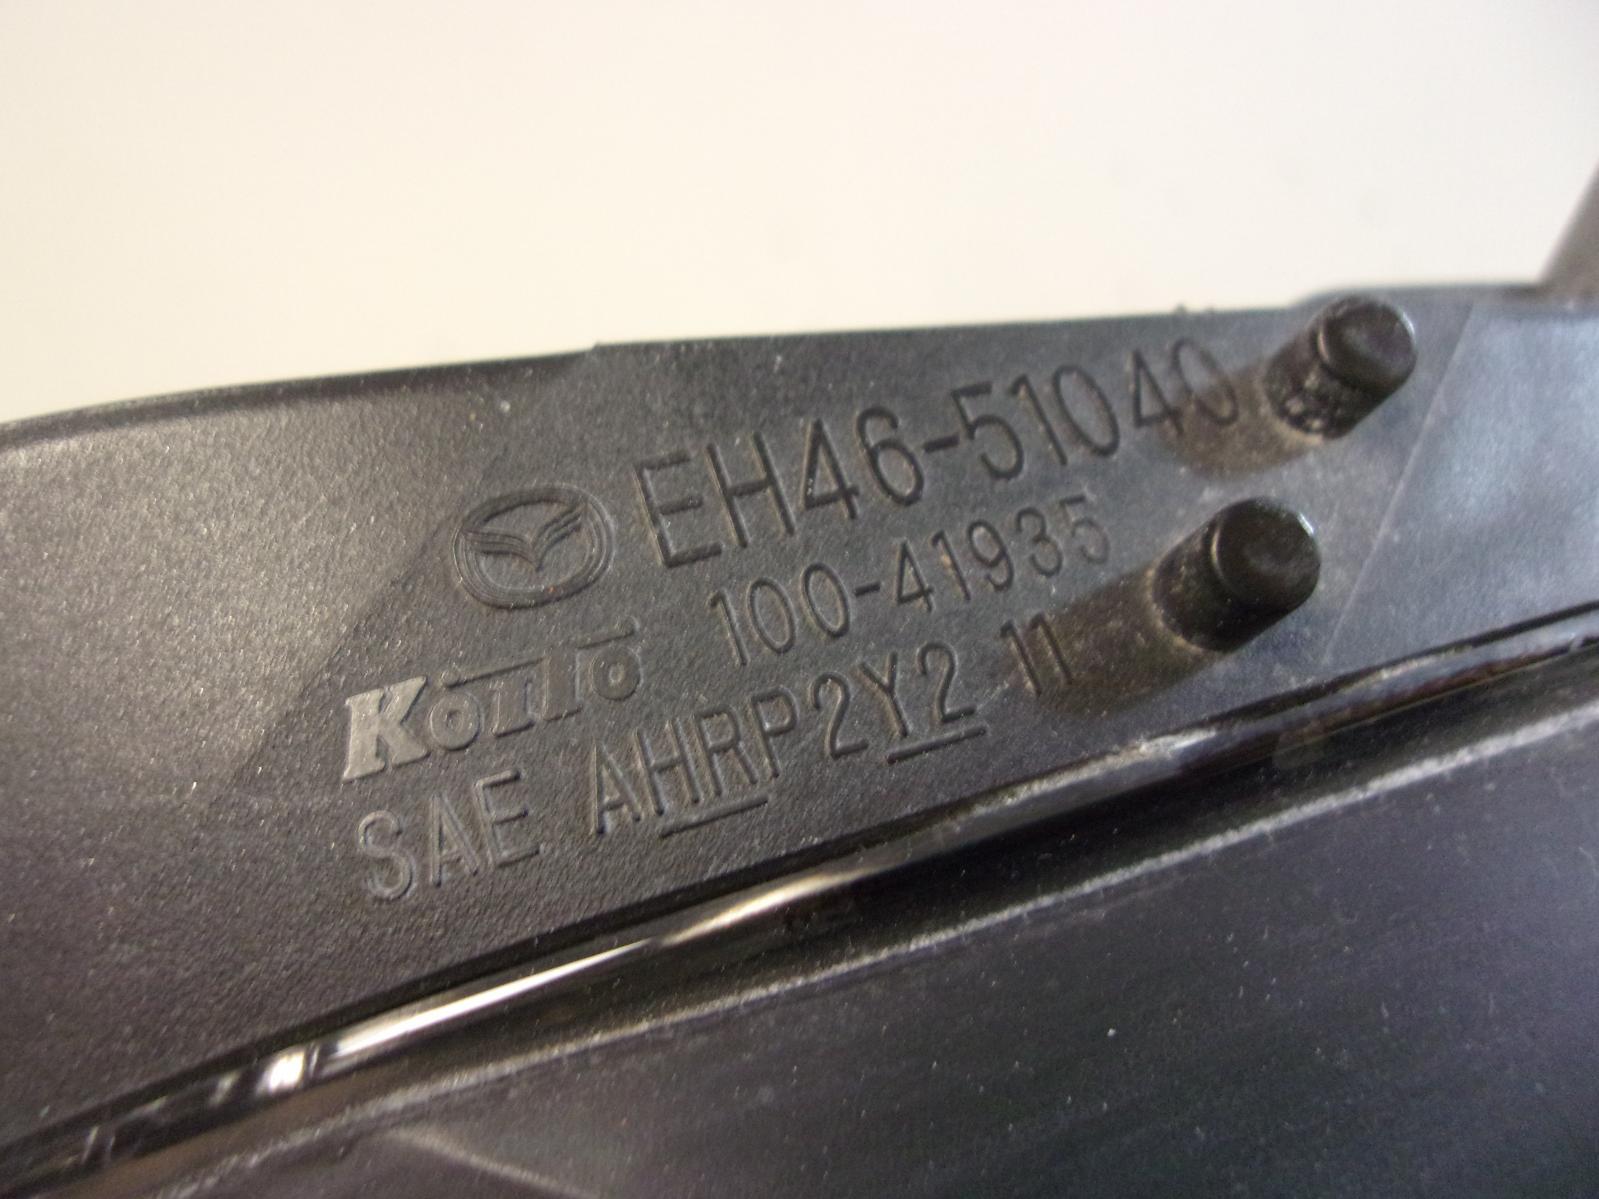 EH46-51040
100-41935
Koito
SAE AHRP2Y2 11